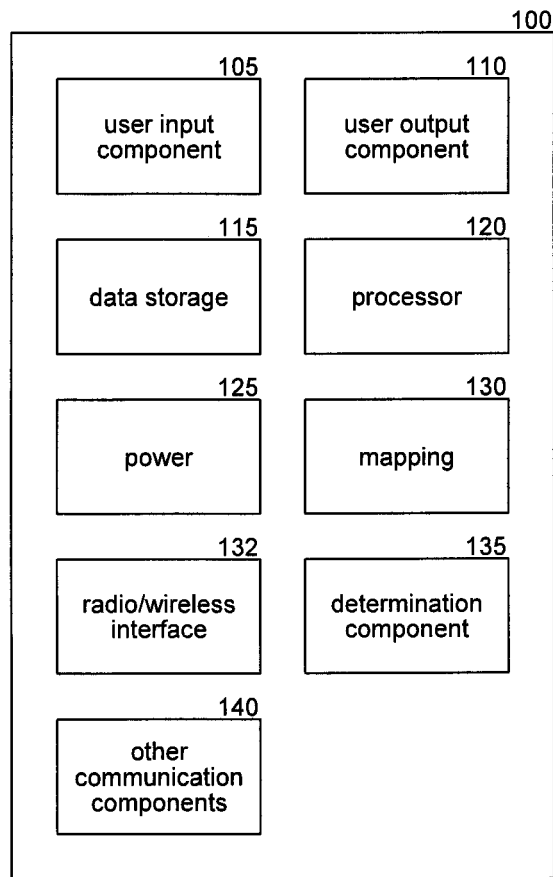 100
105
110
user input
component
user output
component
115
120
data storage
processor
125
130
power
mapping
132
135
radio/wireless
interface
determination
component
140
other
communication
components